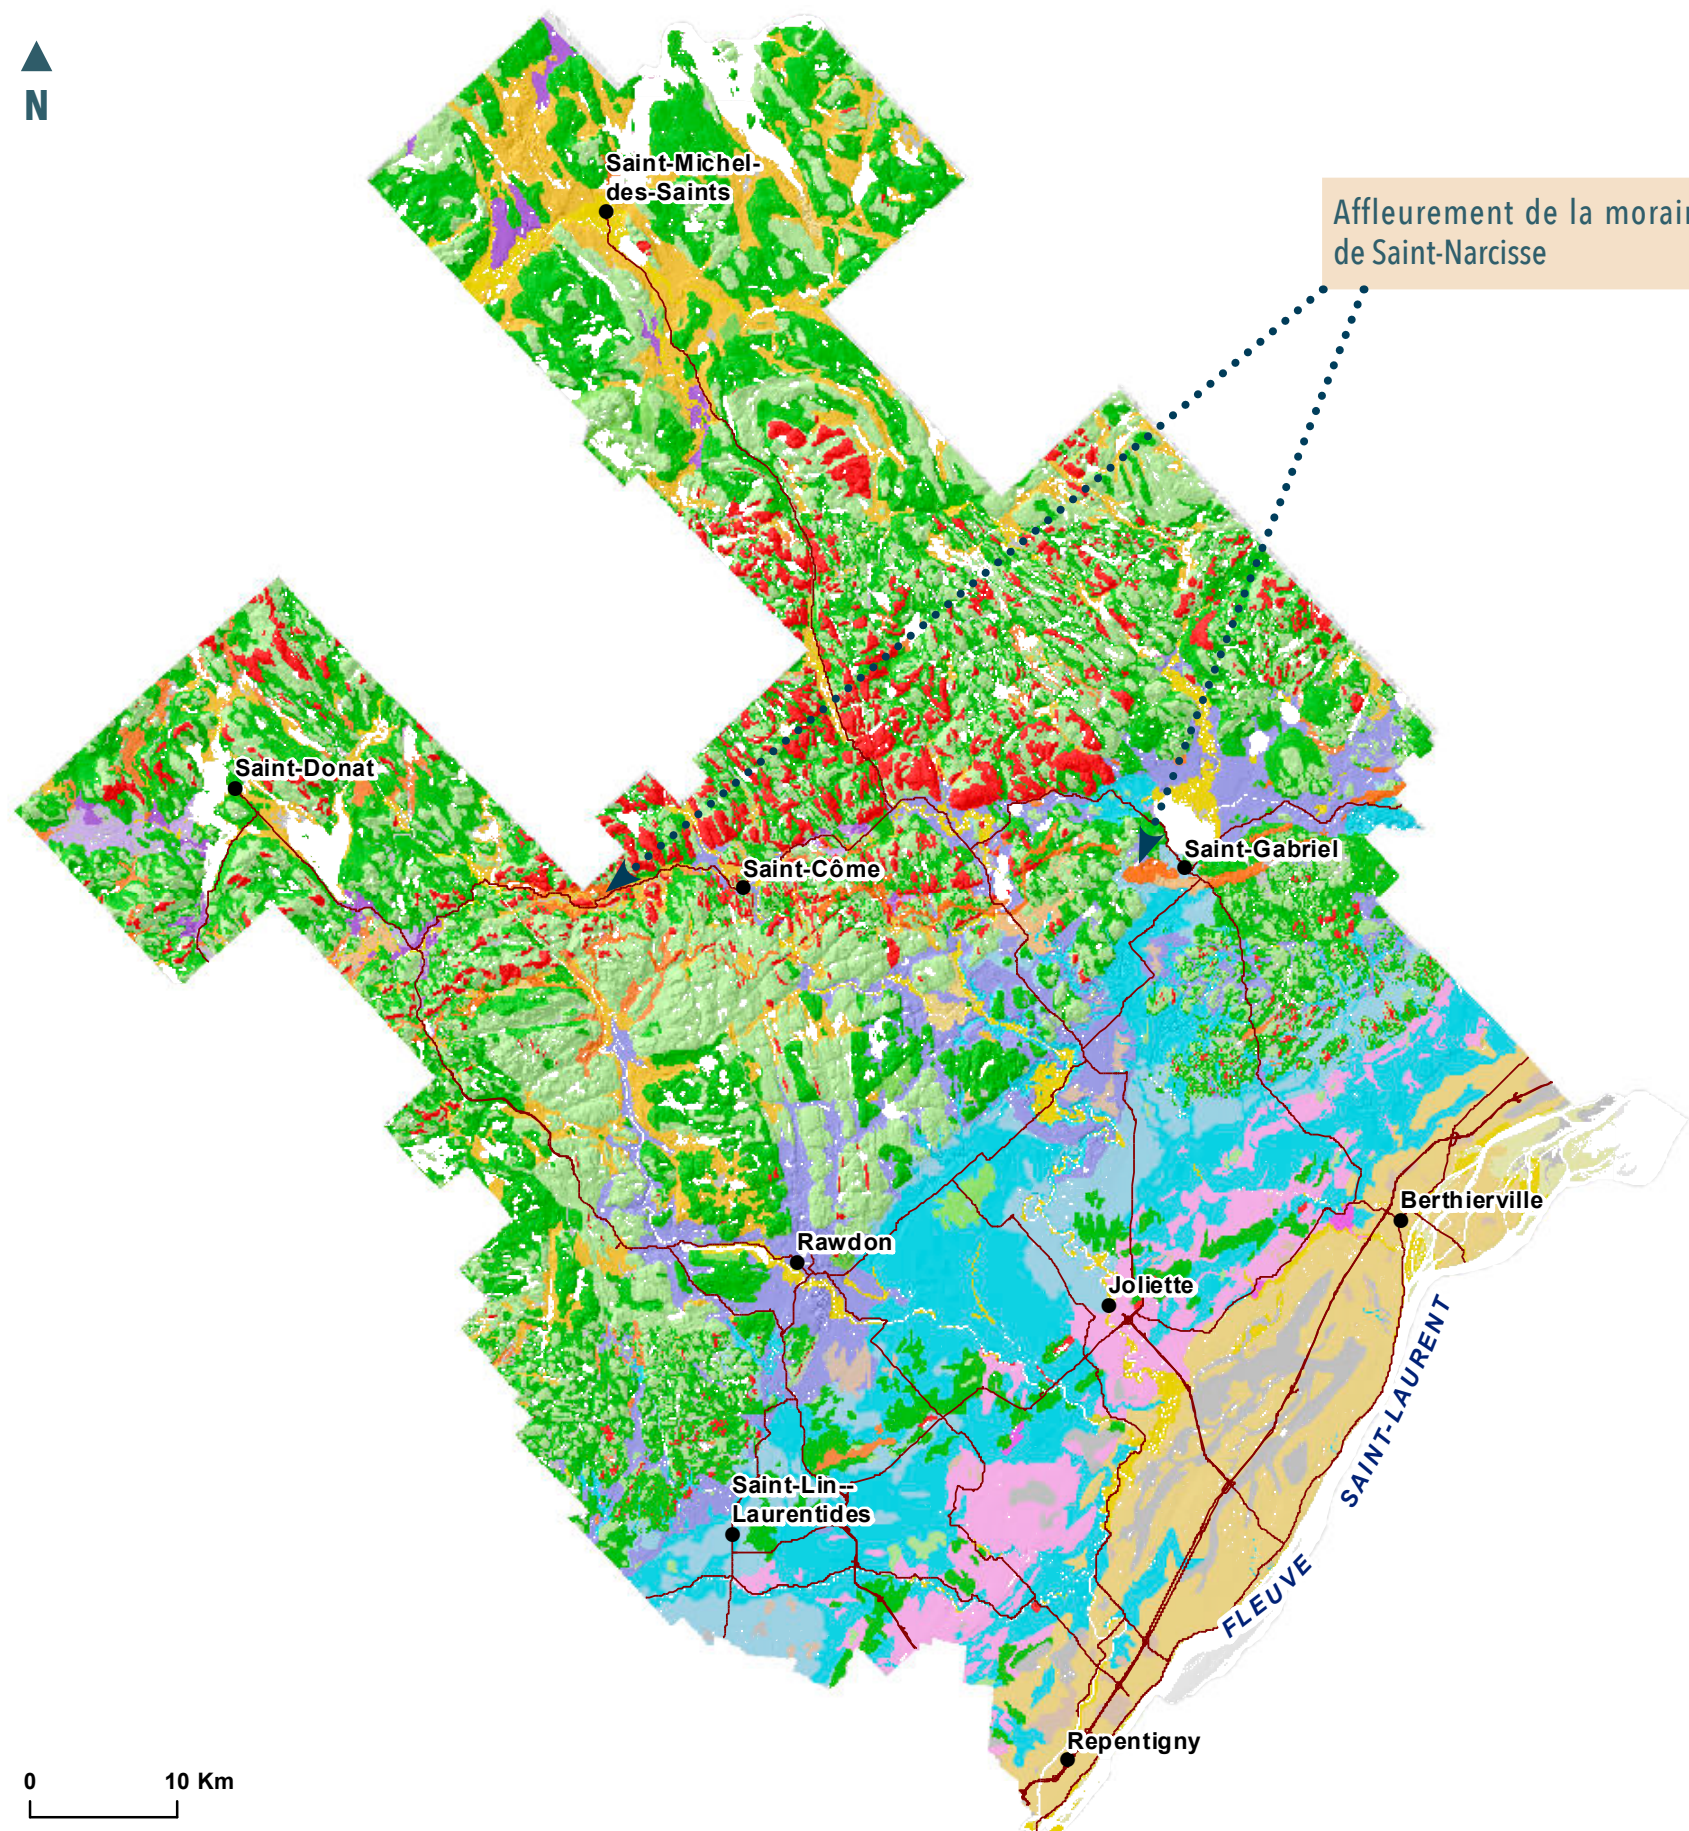 N
Saint-Michel-
des-Saints
Affleurement de la
de Saint-Narcisse
Saint-Donat
Saint-Côme
Saint-Gabriel
Berthierville
Rawdon
Joliette
SAINT-LAURENT
Saint-Lin--
Laurentides
FLEUVE
Repentigny
0 10 Km